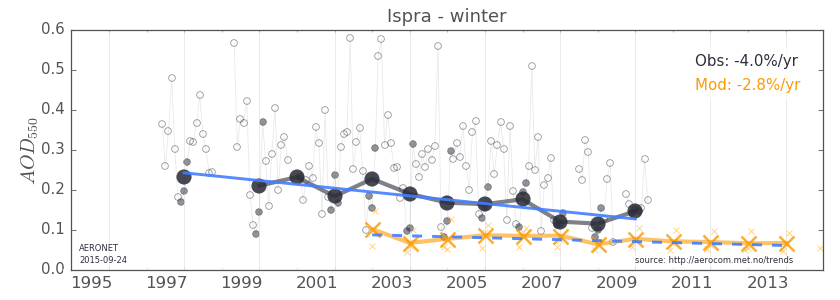 Ispra - winter
0.6
0.5
0.4
0.3
0.2
0.1
0.0
AOD550
Obs: -4.0%/yr
Mod: -2.8%/yr
AERONET
2015-09-24
source: http://aerocom.met.no/trends
1995 1997 1999 2001 2003 2005 2007 2009 2011 2013